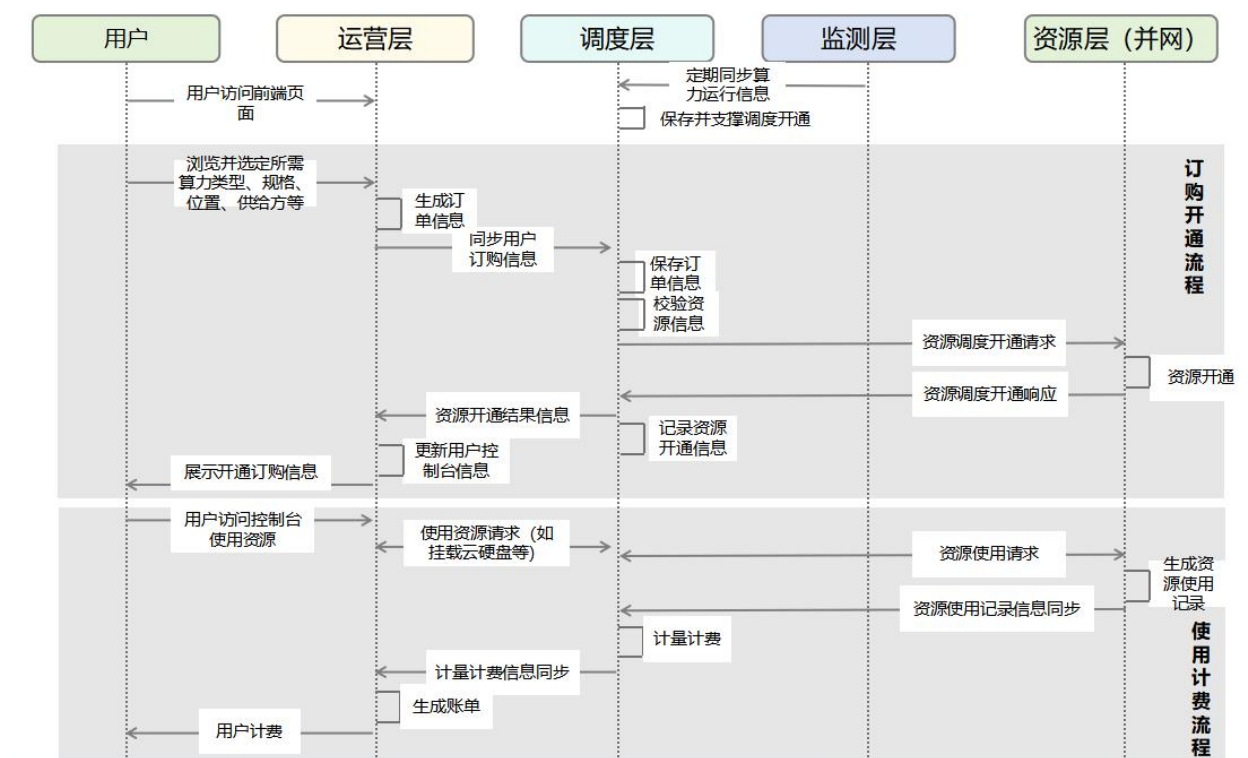 用户
运营层
调度层
监测层
资源层（并网）
用户访问前端页
面
定期同步算
力运行信息
保存并支撑调度开通
订购开通流程
浏览并选定所需
算力类型、规格、
位置、供给方等
生成订
单信息
同步用户
订购信息
保存订
单信息
校验资
源信息
资源调度开通请求
资源开通
资源调度开通响应
资源开通结果信息
记录资源
开通信息
更新用户控
制台信息
展示开通订购信息
用户访问控制台
使用资源
使用资源请求（如
挂载云硬盘等)
资源使用请求
生成资
源使用
记录
资源使用记录信息同步
使用计费流程
计量计费
计量计费信息同步
生成账单
用户计费